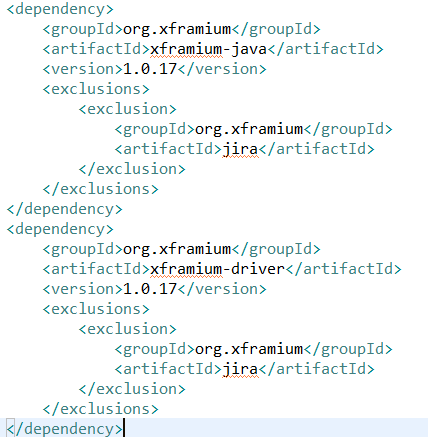 <dependency>
    <groupId>org.xframium</groupId>
    <artifactId>xframium-java</artifactId>
    <version>1.0.17</version>
    <exclusions>
        <exclusion>
            <groupId>org.xframium</groupId>
            <artifactId>jira</artifactId>
        </exclusion>
    </exclusions>
</dependency>
<dependency>
    <groupId>org.xframium</groupId>
    <artifactId>xframium-driver</artifactId>
    <version>1.0.17</version>
    <exclusions>
        <exclusion>
            <groupId>org.xframium</groupId>
            <artifactId>jira</artifactId>
        </exclusion>
    </exclusions>
</dependency>